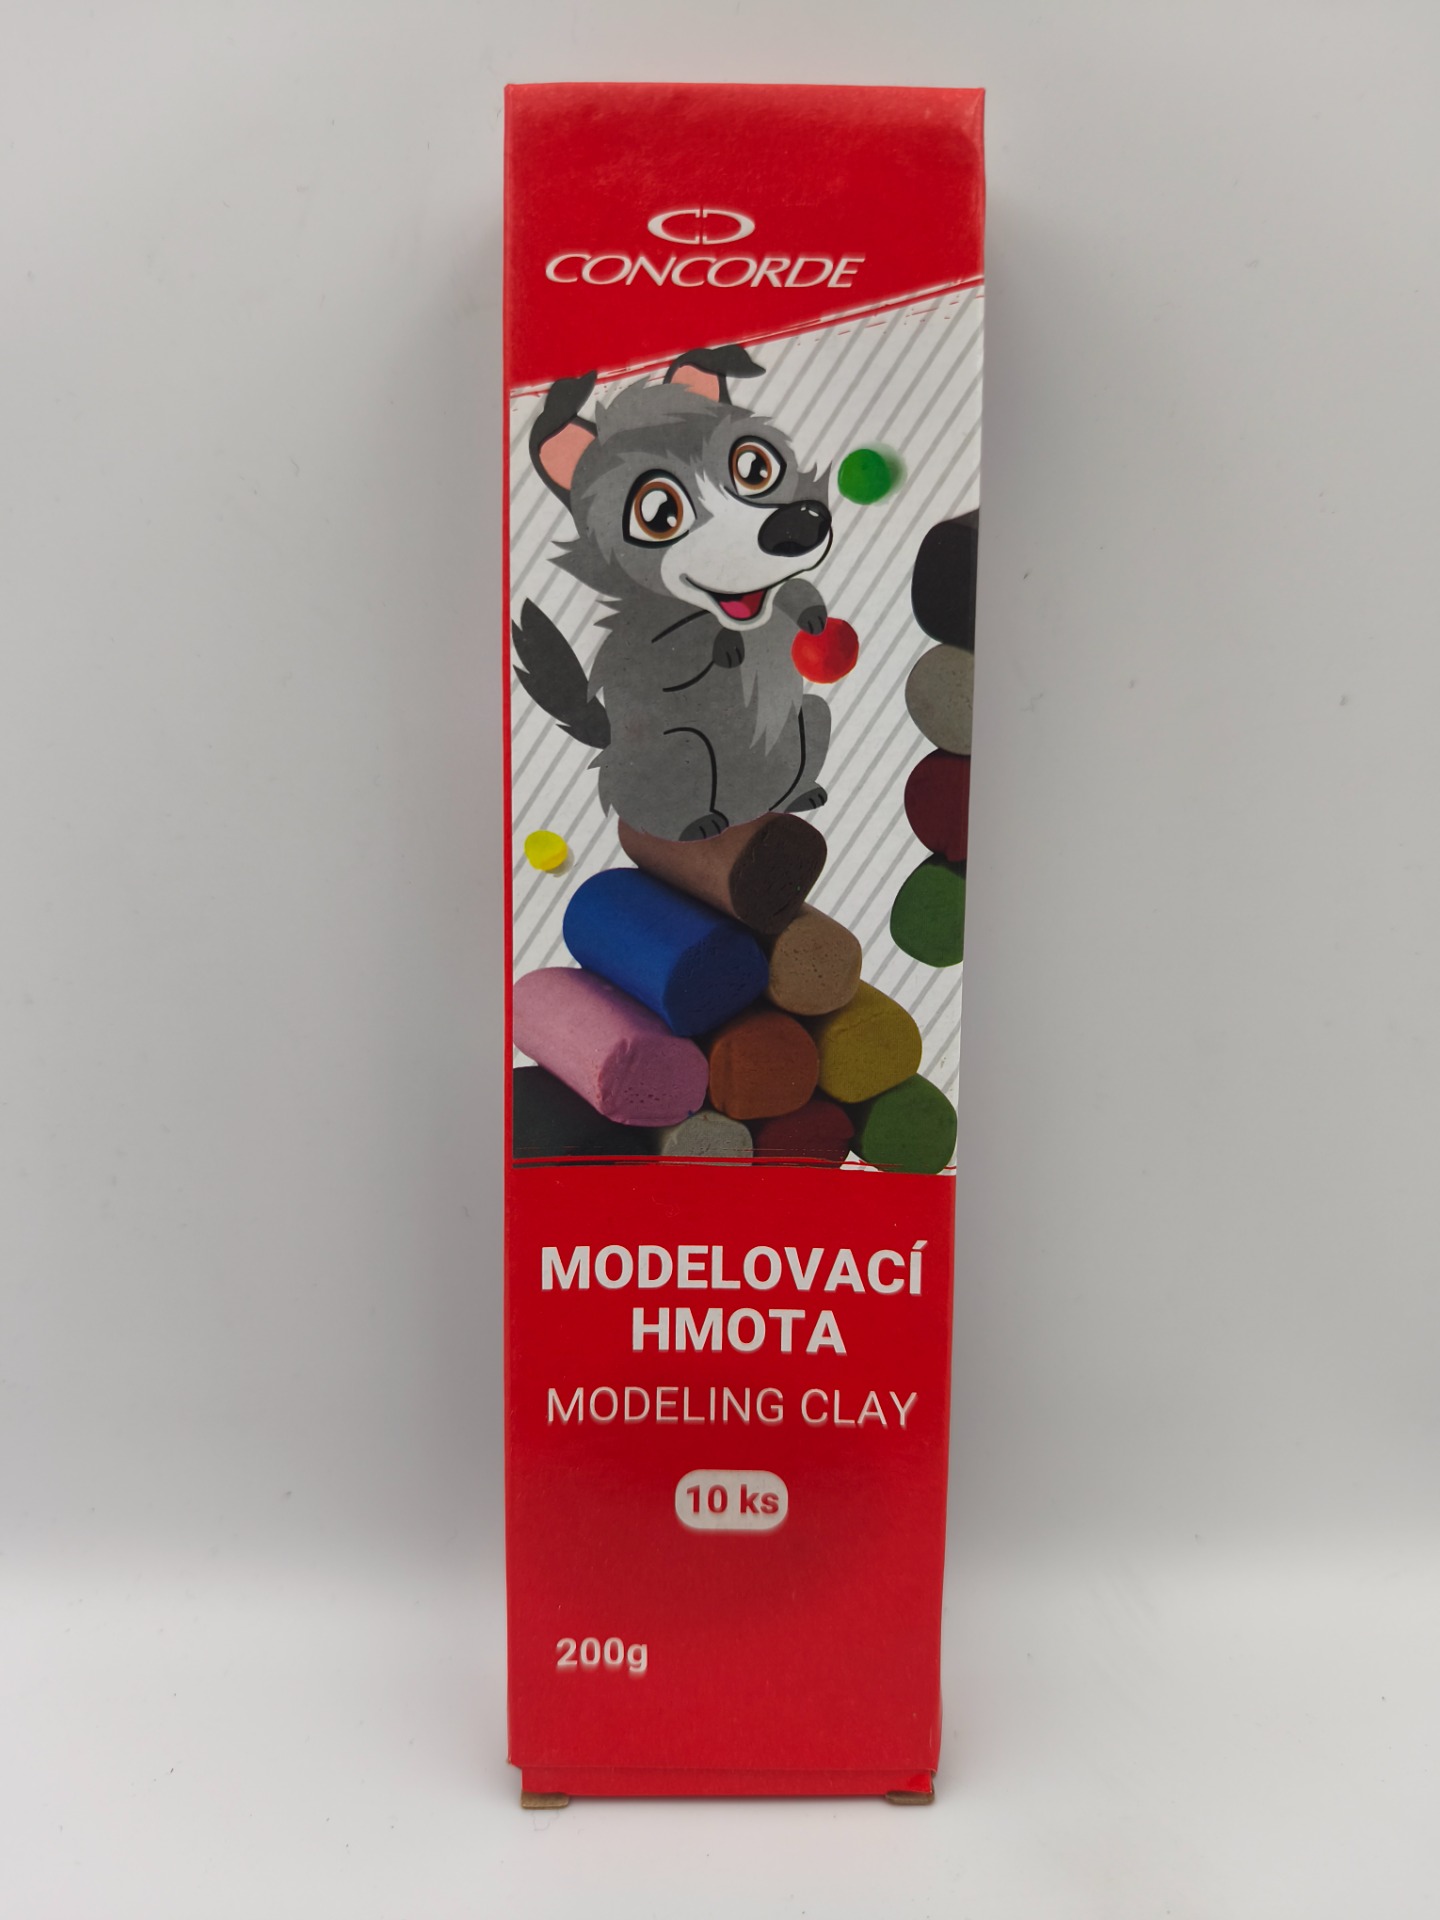 CONCORDE
MODELOVACÍ
HMOTA
MODELING CLAY
10 ks
200g